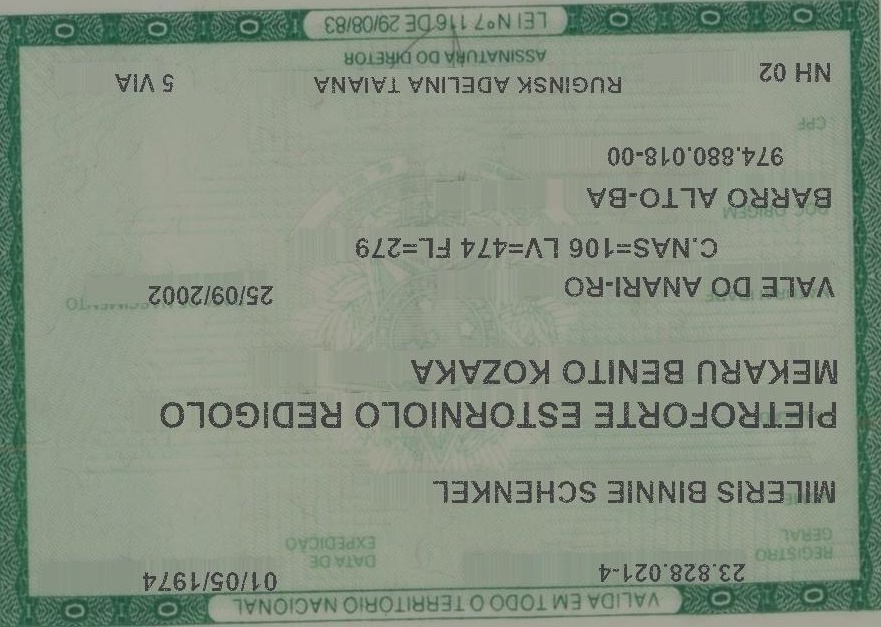 VALIDA EM TODO O TERRITORIO NACIONAL
REGISTRO GERAL 23.828.021-4 DATA DE EXPEDIÇÃO 01/05/1974
MILERIS BINNIE SCHENKEL
PIETROFORTE ESTORNIOLO REDIGOLO
MEKARU BENITO KOZAKA
VALE DO ANARI-RO 25/09/2002
C.NAS=106 LV=474 FL=279
DOC. ORIGEM BARRO ALTO-BA
974.880.018-00
CPF
NH 02 RUGINSK ADELINA TAIANA 5 VIA
ASSINATURA DO DIRETOR
LEI Nº 7.116 DE 29/08/83